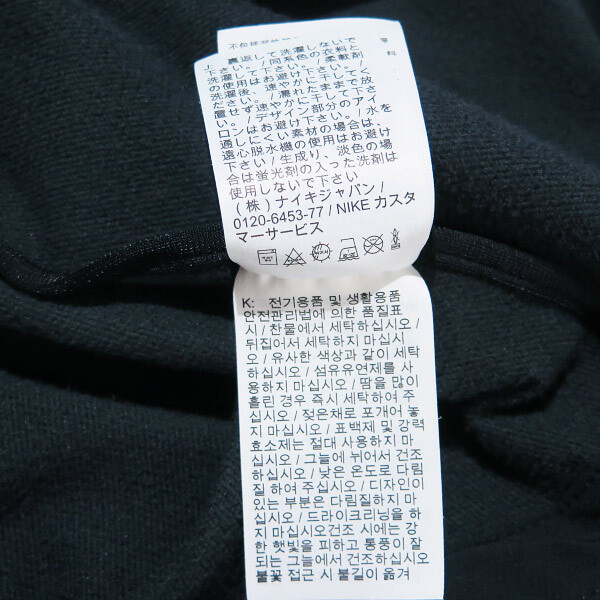 J: 裏返して洗濯しないで
下さい。/同系色の衣料と
洗濯して下さい。/柔軟剤
の使用はお避け下さい。/
洗濯後、速やかに干してく
ださい。/濡れたままで放
置せず速やかに干して下さ
い。/デザイン部分のアイ
ロンはお避け下さい。/水を
通しにくい素材の場合は、
遠心脱水機の使用はお避け
下さい/生成り、淡色の場
合は蛍光剤の入った洗剤は
使用しないで下さい
/(株)ナイキジャパン/
0120-6453-77 / NIKE カスタ
マーサービス
K: 전기용품 및 생활용품
안전관리법에 의한 품질표
시 / 찬물에서 세탁하십시오 /
뒤집어서 세탁하지 마십시
오 / 유사한 색상과 같이 세탁
하십시오 / 섬유유연제를 사
용하지 마십시오 / 땀을 많이
흘린 경우 즉시 세탁하여 주
십시오 / 젖은채로 포개어 놓
지 마십시오 / 표백제 및 강력
효소제는 절대 사용하지 마
십시오 / 그늘에 뉘어서 건조
하십시오 / 낮은 온도로 다림
질 하여 주십시오 / 디자인이
있는 부분은 다림질하지 마
십시오 / 드라이크리닝을 하
지 마십시오건조 시에는 강
한 햇빛을 피하고 통풍이 잘
되는 그늘에서 건조하십시오
불꽃 접근 시 불길이 옮겨